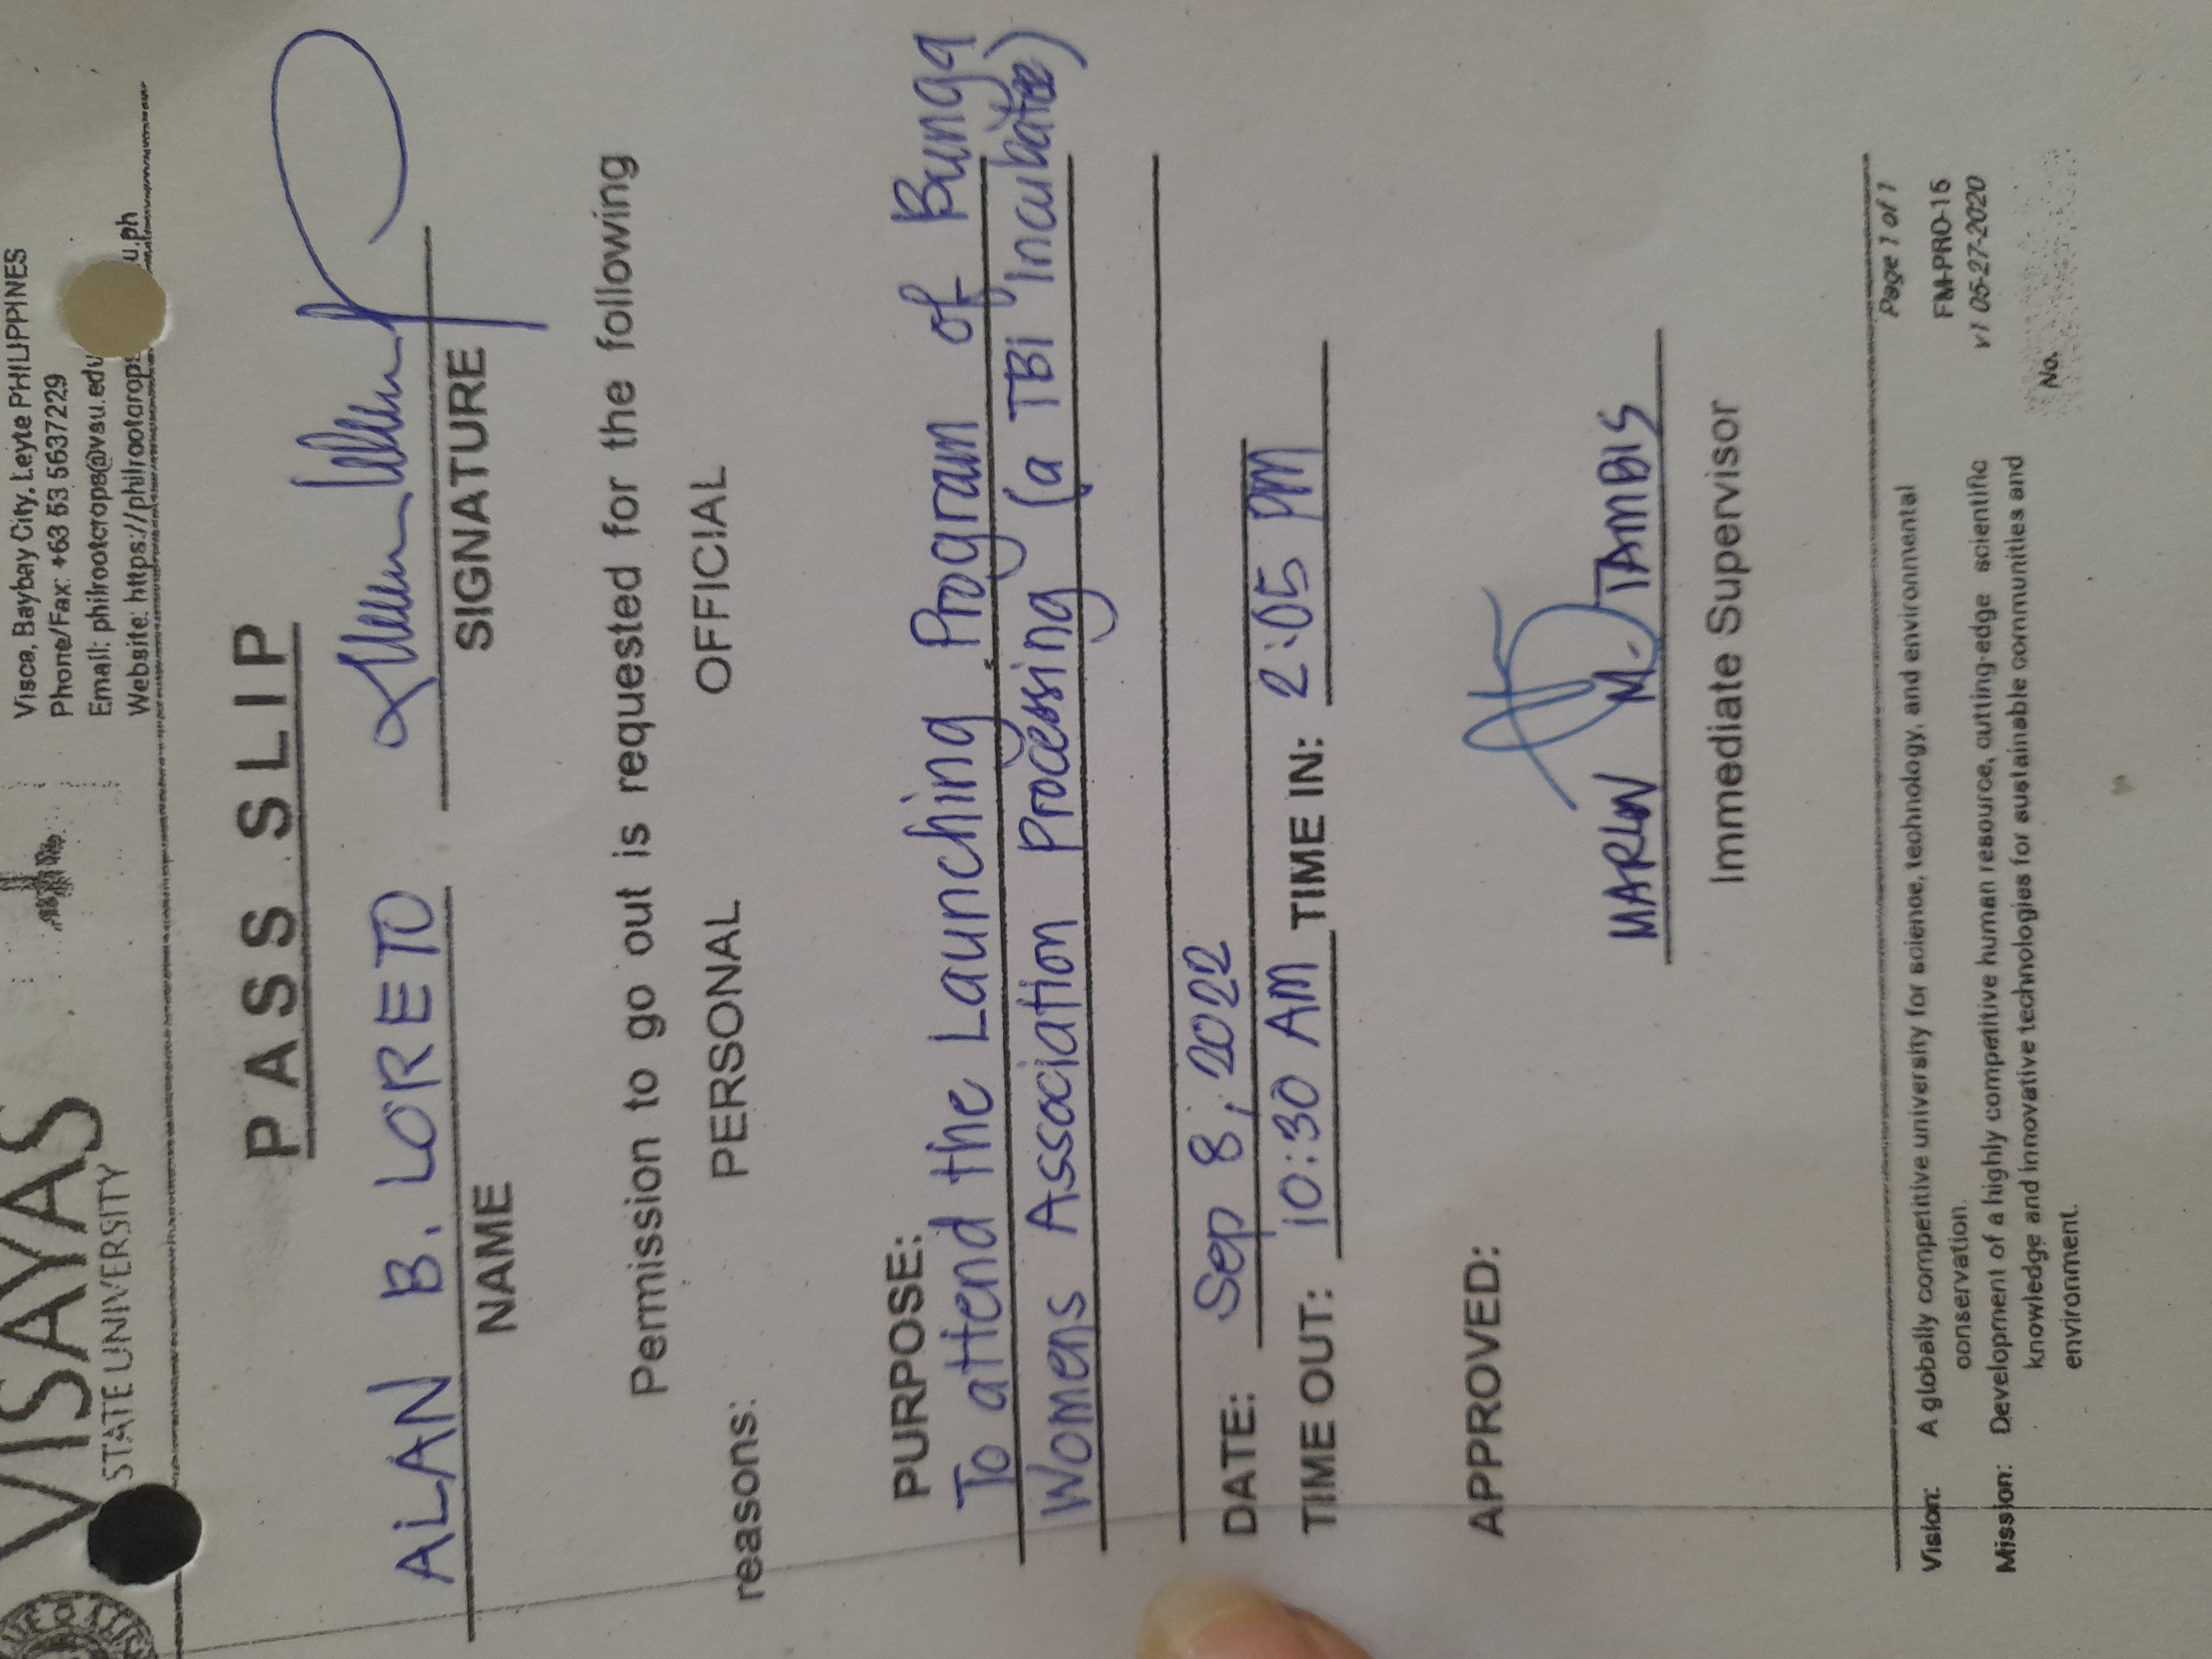 VISAYAS
STATE UNIVERSITY
Visca, Baybay City, Leyte PHILIPPINES
Phone/Fax: +63 53 5637229
Email: philrootcrops@vsu.edu
Website: https://philrootcrops u.ph
PASS SLIP
ALAN B. LORETO
NAME SIGNATURE
Permission to go out is requested for the following
reasons: PERSONAL OFFICIAL
PURPOSE:
To attend the Launching Program of Bunga
Womens Association Processing (a TBI Incubatee)
DATE: Sep 8, 2022
TIME OUT: 10:30 AM TIME IN: 2:05 PM
APPROVED:
MARLON M. TAMBIS
Immediate Supervisor
Page 1 of 1
FM-PRO-15
v1 05-27-2020
No.
Vision: A globally competitive university for science, technology, and environmental
conservation.
Mission: Development of a highly competitive human resource, cutting-edge scientific
knowledge and innovative technologies for sustainable communities and
environment.